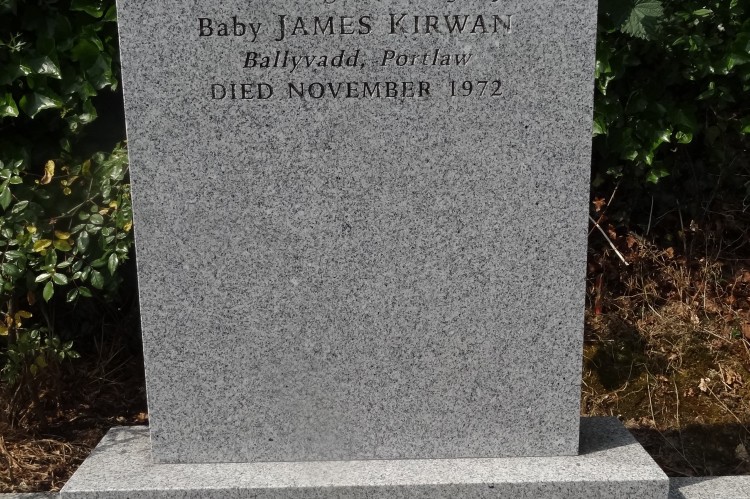 Baby JAMES KIRWAN
Ballyvadd, Portlaw
DIED NOVEMBER 1972